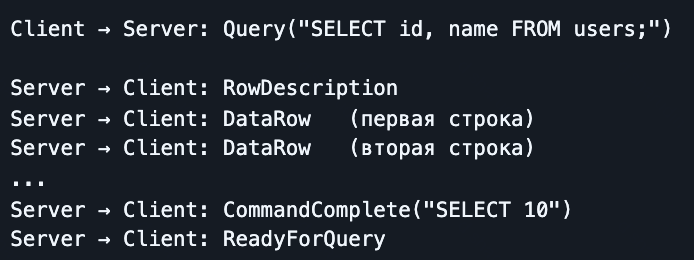 Client → Server: Query("SELECT id, name FROM users;")
Server → Client: RowDescription
Server → Client: DataRow   (первая строка)
Server → Client: DataRow   (вторая строка)
...
Server → Client: CommandComplete("SELECT 10")
Server → Client: ReadyForQuery